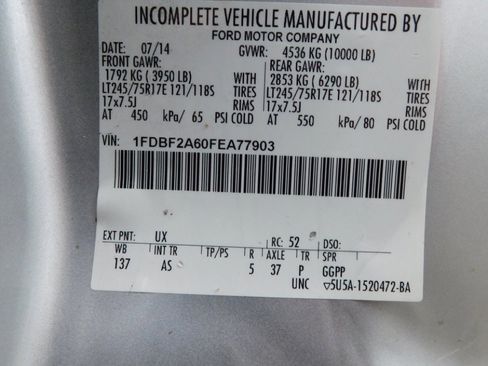 INCOMPLETE VEHICLE MANUFACTURED BY
FORD MOTOR COMPANY
DATE: 07/14 GVWR: 4536 KG (10000 LB)
FRONT GAWR: REAR GAWR:
1792 KG ( 3950 LB) WITH 2853 KG ( 6290 LB) WITH
LT245/75R17E 121/118S TIRES LT245/75R17E 121/118S TIRES
17x7.5J RIMS 17x7.5J RIMS
AT 450 kPa/ 65 PSI COLD AT 550 kPa/ 80 PSI COLD
VIN: 1FDBF2A60FEA77903
EXT PNT: UX RC: 52 DSO:
WB INT TR TP/PS R AXLE TR SPR
137 AS 5 37 P GGPP
UNC ▽5U5A-1520472-BA